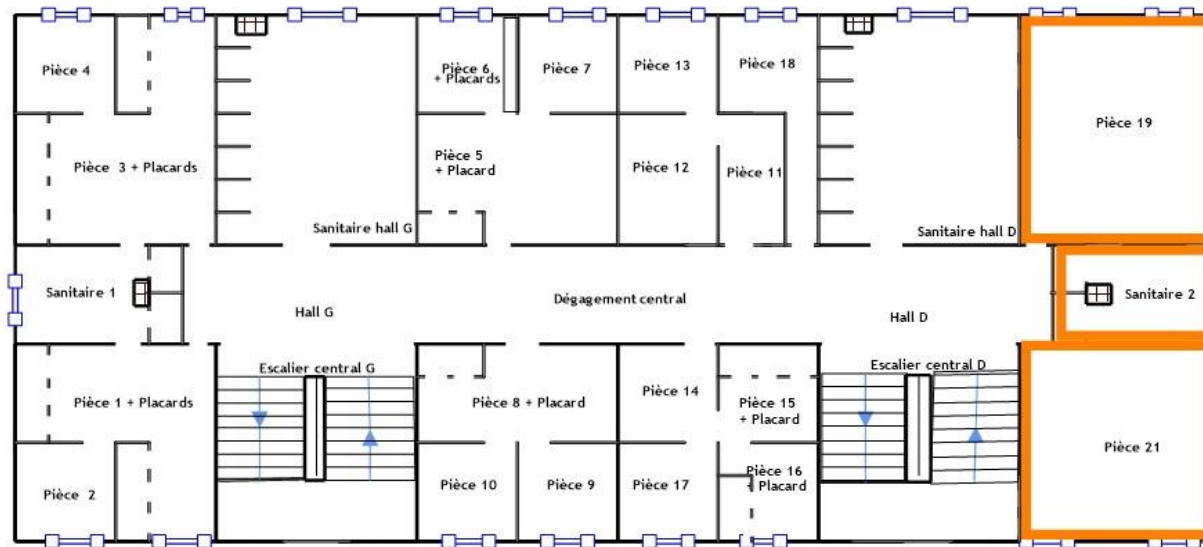 Pièce 4
Pièce 6
+ Placards
Pièce 7
Pièce 13
Pièce 18
Pièce 19
Pièce 3 + Placards
Pièce 5
+ Placard
Pièce 12
Pièce 11
Sanitaire hall G
Sanitaire hall D
Sanitaire 1
Dégagement central
Sanitaire 2
Hall G
Hall D
Escalier central G
Escalier central D
Pièce 1 + Placards
Pièce 8 + Placard
Pièce 14
Pièce 15
+ Placard
Pièce 21
Pièce 2
Pièce 10
Pièce 9
Pièce 17
Pièce 16
+ Placard